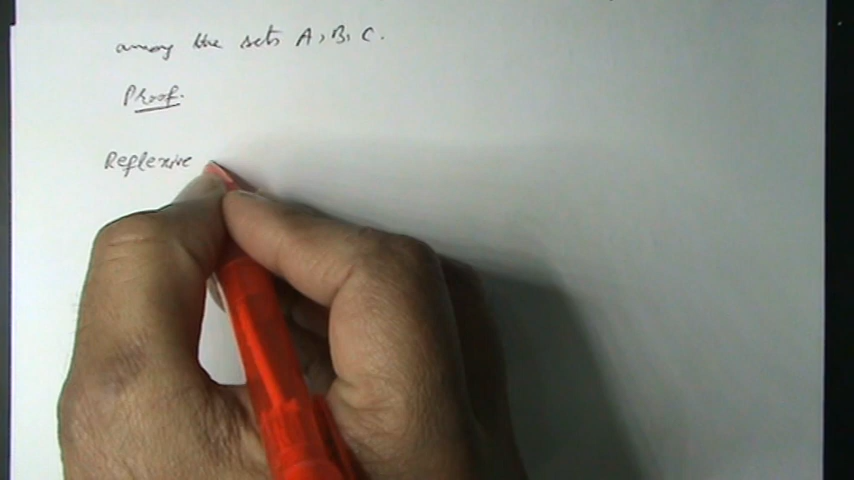 among the sets A, B, C.
Proof.
Reflexive